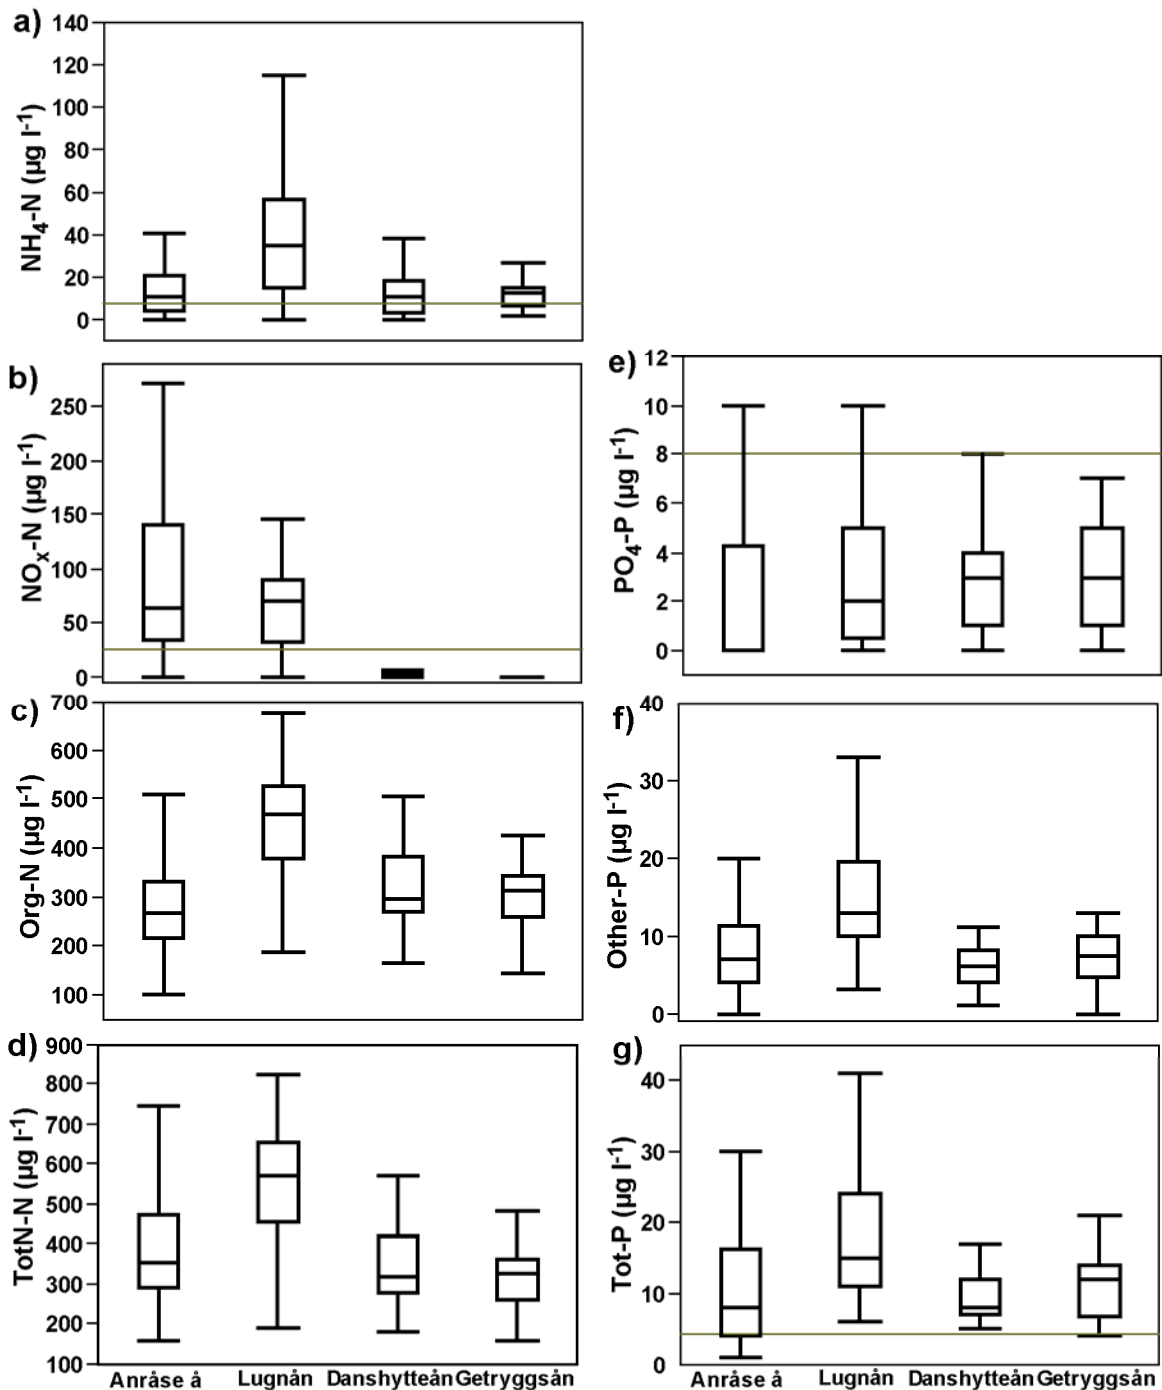 a)
140
120
100
80
60
40
20
0
NH4-N (µg l-1)
b)
250
200
150
100
50
0
NOx-N (µg l-1)
c)
700
600
500
400
300
200
100
Org-N (µg l-1)
d)
900
800
700
600
500
400
300
200
100
TotN-N (µg l-1)
Anråse å Lugnån Danshytteån Getryggsån
e)
12
10
8
6
4
2
0
PO4-P (µg l-1)
f)
40
30
20
10
0
Other-P (µg l-1)
g)
40
30
20
10
0
Tot-P (µg l-1)
Anråse å Lugnån Danshytteån Getryggsån